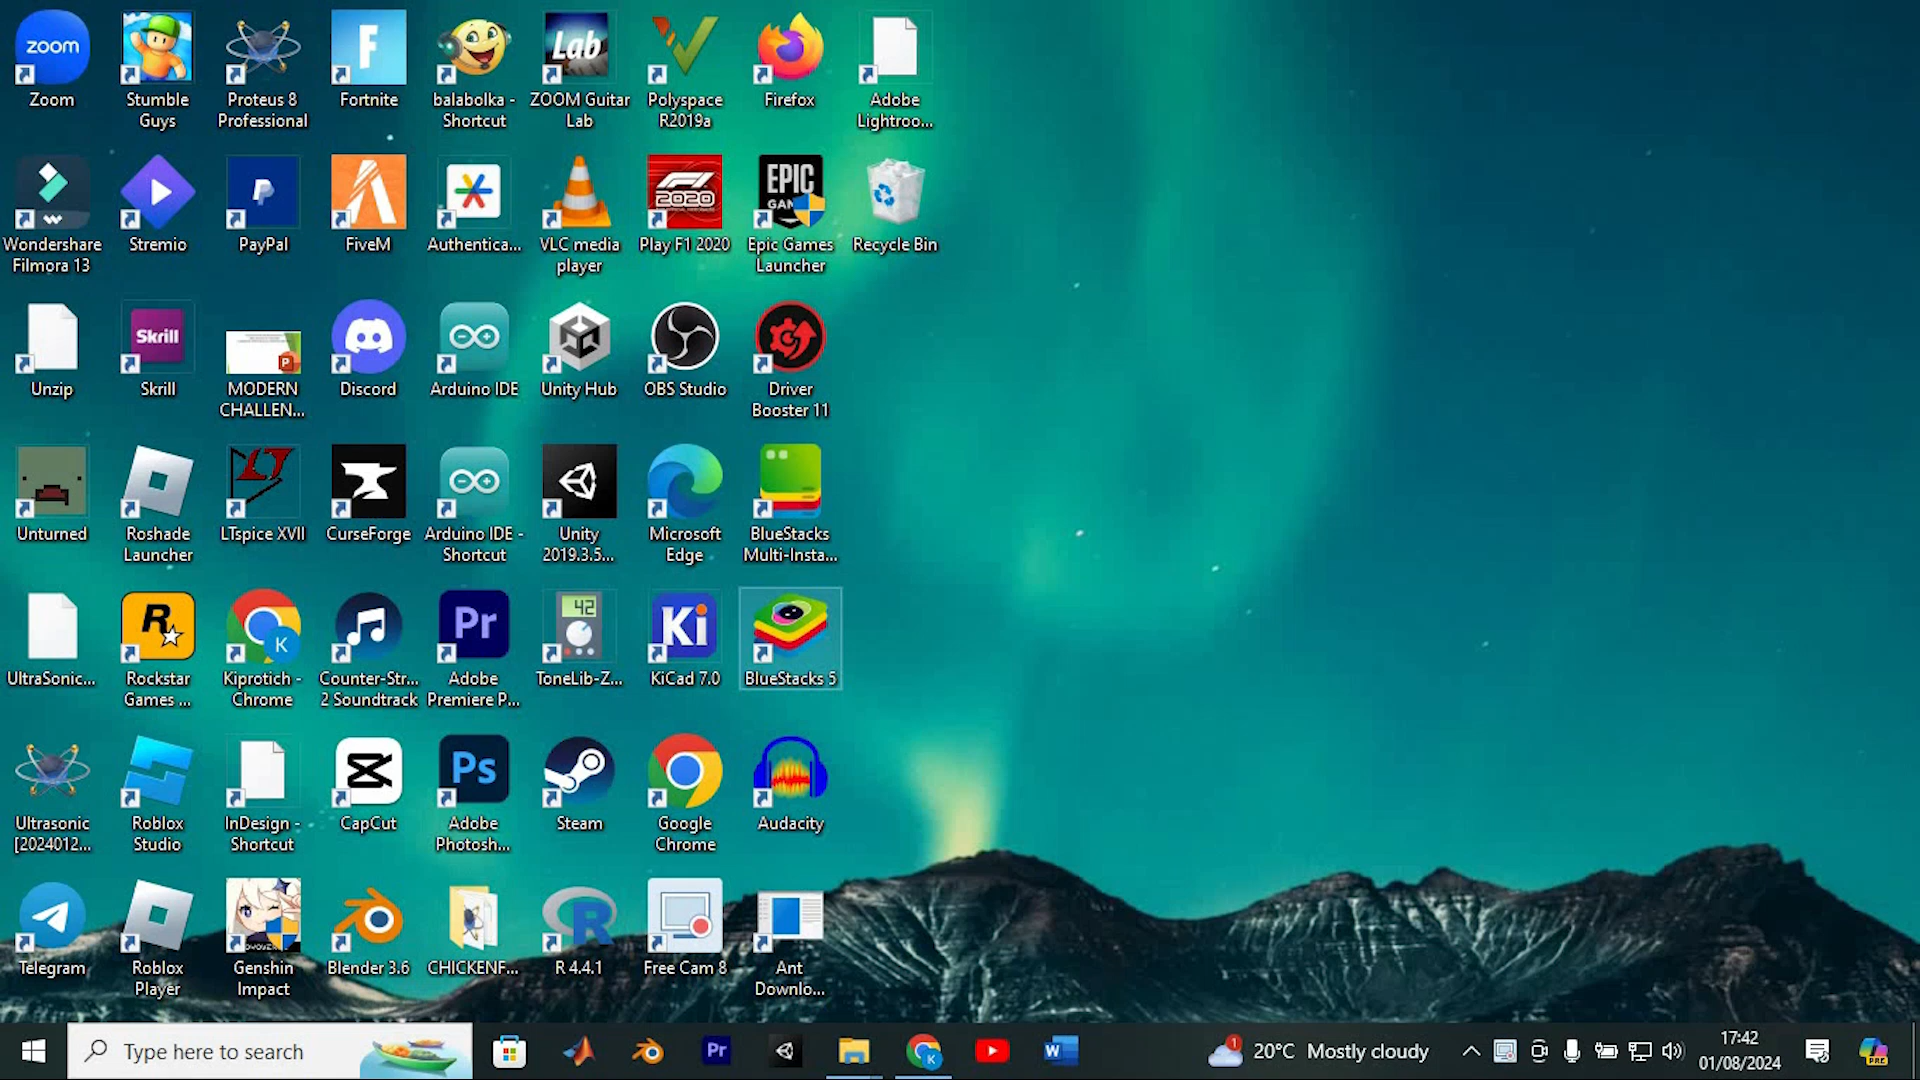 zoom
Lab
Zoom
Stumble
Guys
Proteus 8
Professional
Fortnite
balabolka -
Shortcut
ZOOM Guitar
Lab
Polyspace
R2019a
Firefox
Adobe
Lightroo...
EPIC
2020
Wondershare
Filmora 13
Stremio
PayPal
FiveM
Authentica...
VLC media
player
Play F1 2020
Epic Games
Launcher
Recycle Bin
Skrill
Unzip
Skrill
MODERN
CHALLEN...
Discord
Arduino IDE
Unity Hub
OBS Studio
Driver
Booster 11
Unturned
Roshade
Launcher
LTspice XVII
CurseForge
Arduino IDE -
Shortcut
Unity
2019.3.5...
Microsoft
Edge
BlueStacks
Multi-Insta...
R
K
Pr
42
Ki
UltraSonic...
Rockstar
Games ...
Kiprotich -
Chrome
Counter-Str...
2 Soundtrack
Adobe
Premiere P...
ToneLib-Z...
KiCad 7.0
BlueStacks 5
Ps
Ultrasonic
[2024012...
Roblox
Studio
InDesign -
Shortcut
CapCut
Adobe
Photosh...
Steam
Google
Chrome
Audacity
Telegram
Roblox
Player
Genshin
Impact
Blender 3.6
CHICKENF...
R 4.4.1
Free Cam 8
Ant
Downlo...
Type here to search
Pr
K
W
1
20°C Mostly cloudy
17:42
01/08/2024
PRE